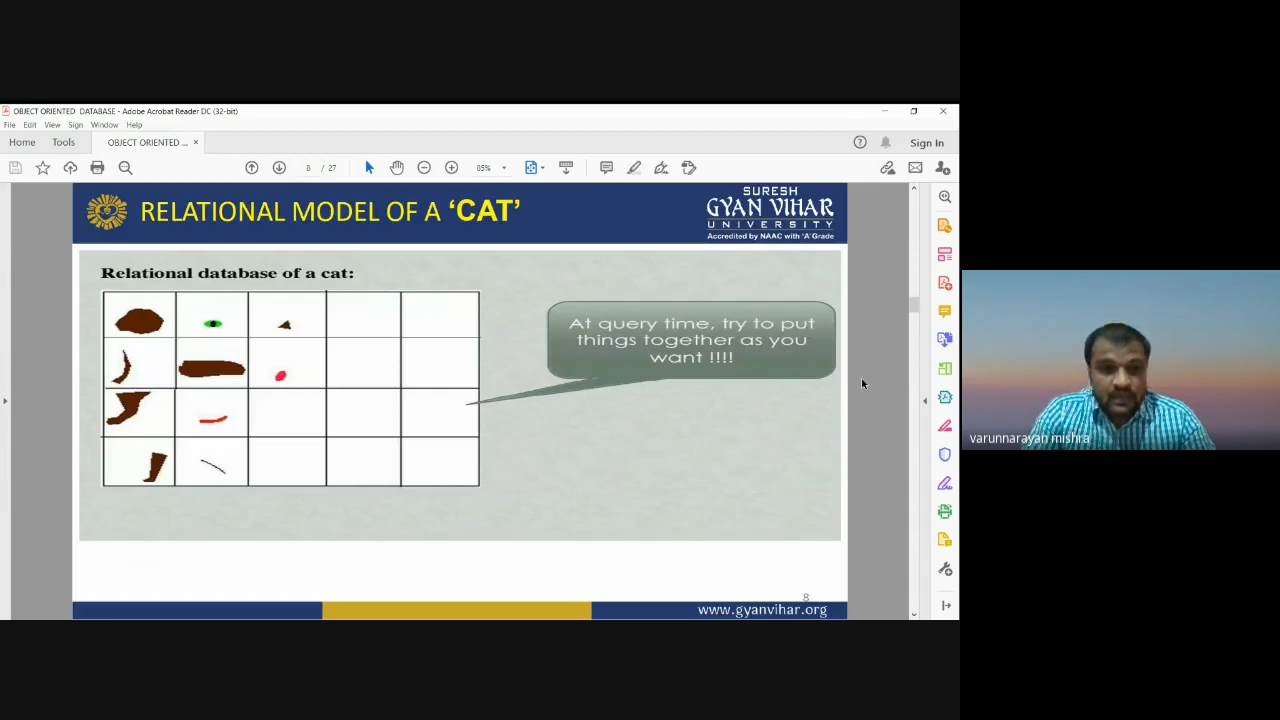 OBJECT ORIENTED DATABASE - Adobe Acrobat Reader DC (32-bit)
File Edit View Sign Window Help
Home Tools OBJECT ORIENTED ... × Sign In
8 / 27 85%
RELATIONAL MODEL OF A ‘CAT’
SURESH
GYAN VIHAR
UNIVERSITY
Accredited by NAAC with 'A' Grade
Relational database of a cat:
At query time, try to put
things together as you
want !!!!
varunnarayan mishra
8
www.gyanvihar.org